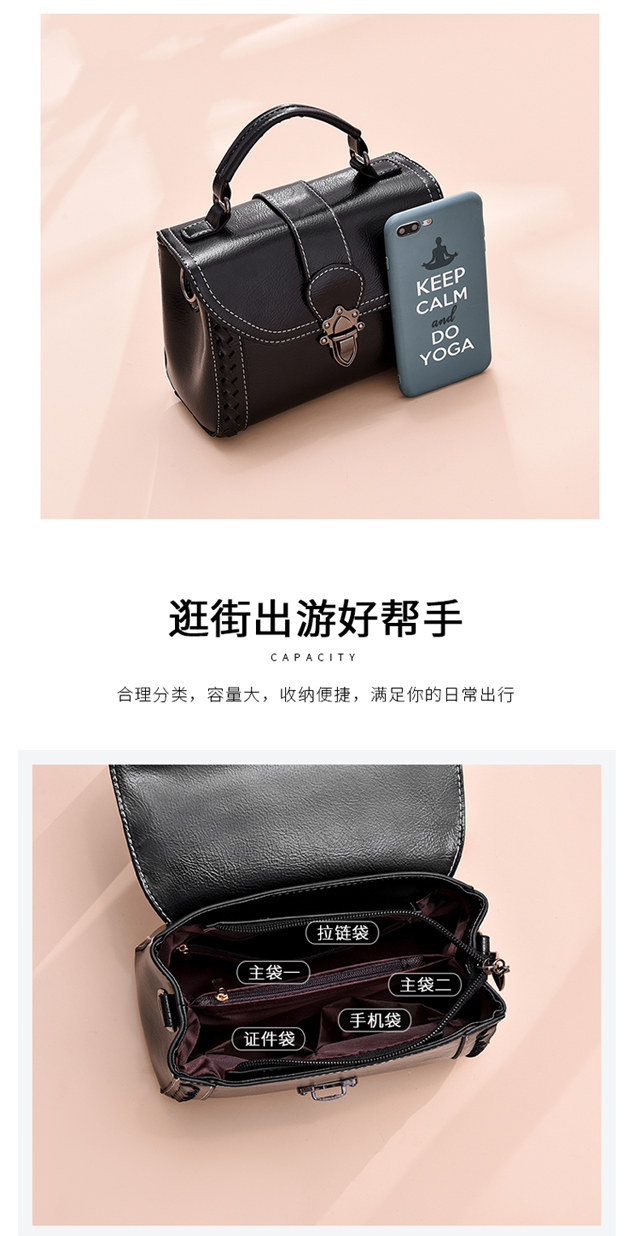 KEEP
CALM
and
DO
YOGA
逛街出游好帮手
CAPACITY
合理分类，容量大，收纳便捷，满足你的日常出行
拉链袋
主袋一
主袋二
手机袋
证件袋